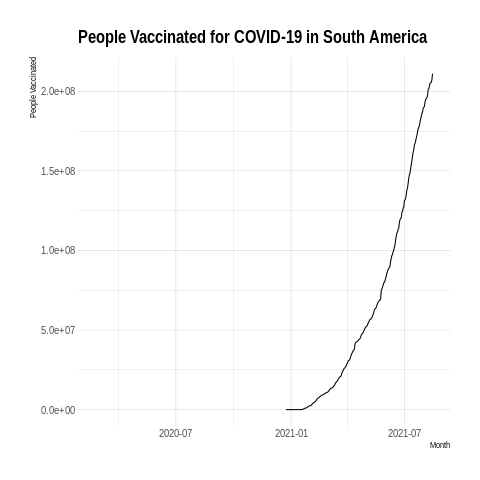 People Vaccinated for COVID-19 in South America
People Vaccinated
2.0e+08
1.5e+08
1.0e+08
5.0e+07
0.0e+00
2020-07
2021-01
2021-07
Month